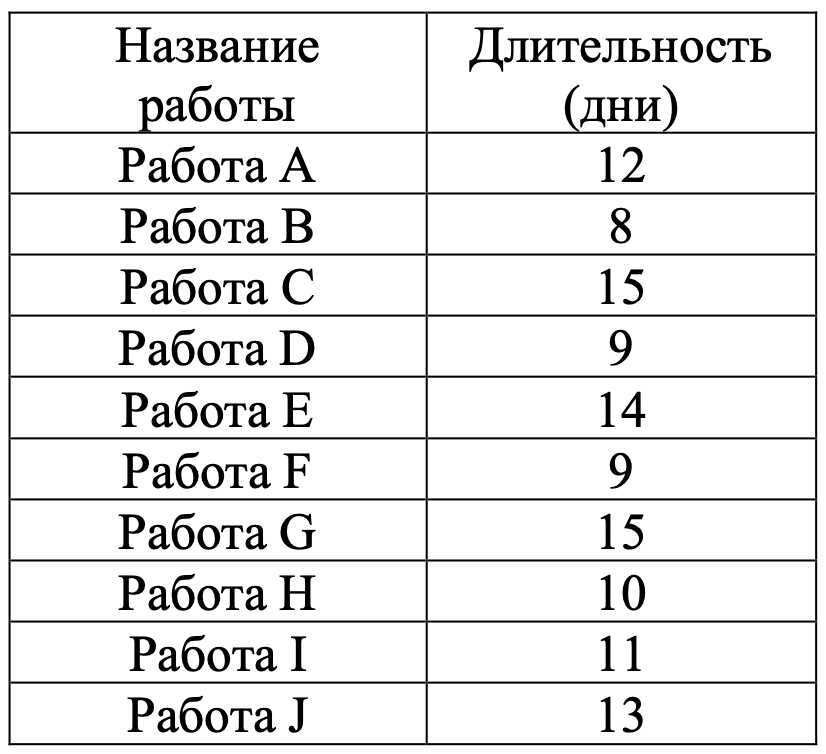 Название работы Длительность (дни)
Работа A 12
Работа B 8
Работа C 15
Работа D 9
Работа E 14
Работа F 9
Работа G 15
Работа H 10
Работа I 11
Работа J 13